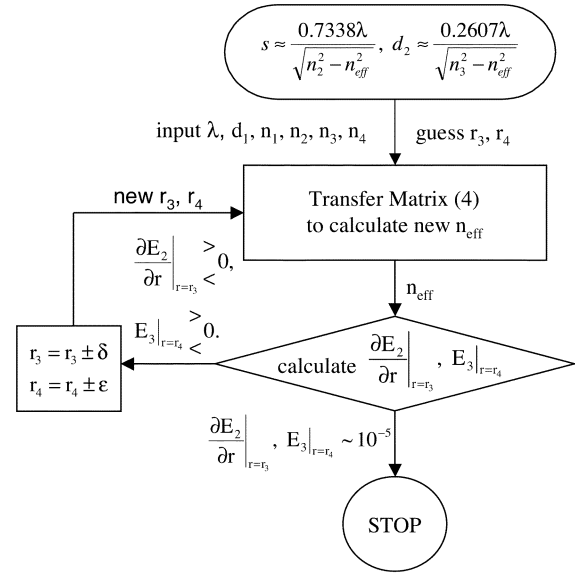 s ≈ 0.7338λ / √(n₂² − n_eff²), d₂ ≈ 0.2607λ / √(n₃² − n_eff²)
input λ, d₁, n₁, n₂, n₃, n₄
guess r₃, r₄
Transfer Matrix (4)
to calculate new n_eff
new r₃, r₄
∂E₂/∂r|_{r=r₃} >< 0,
E₃|_{r=r₄} >< 0.
n_eff
r₃ = r₃ ± δ
r₄ = r₄ ± ε
calculate ∂E₂/∂r|_{r=r₃}, E₃|_{r=r₄}
∂E₂/∂r|_{r=r₃}, E₃|_{r=r₄} ~10⁻⁵
STOP